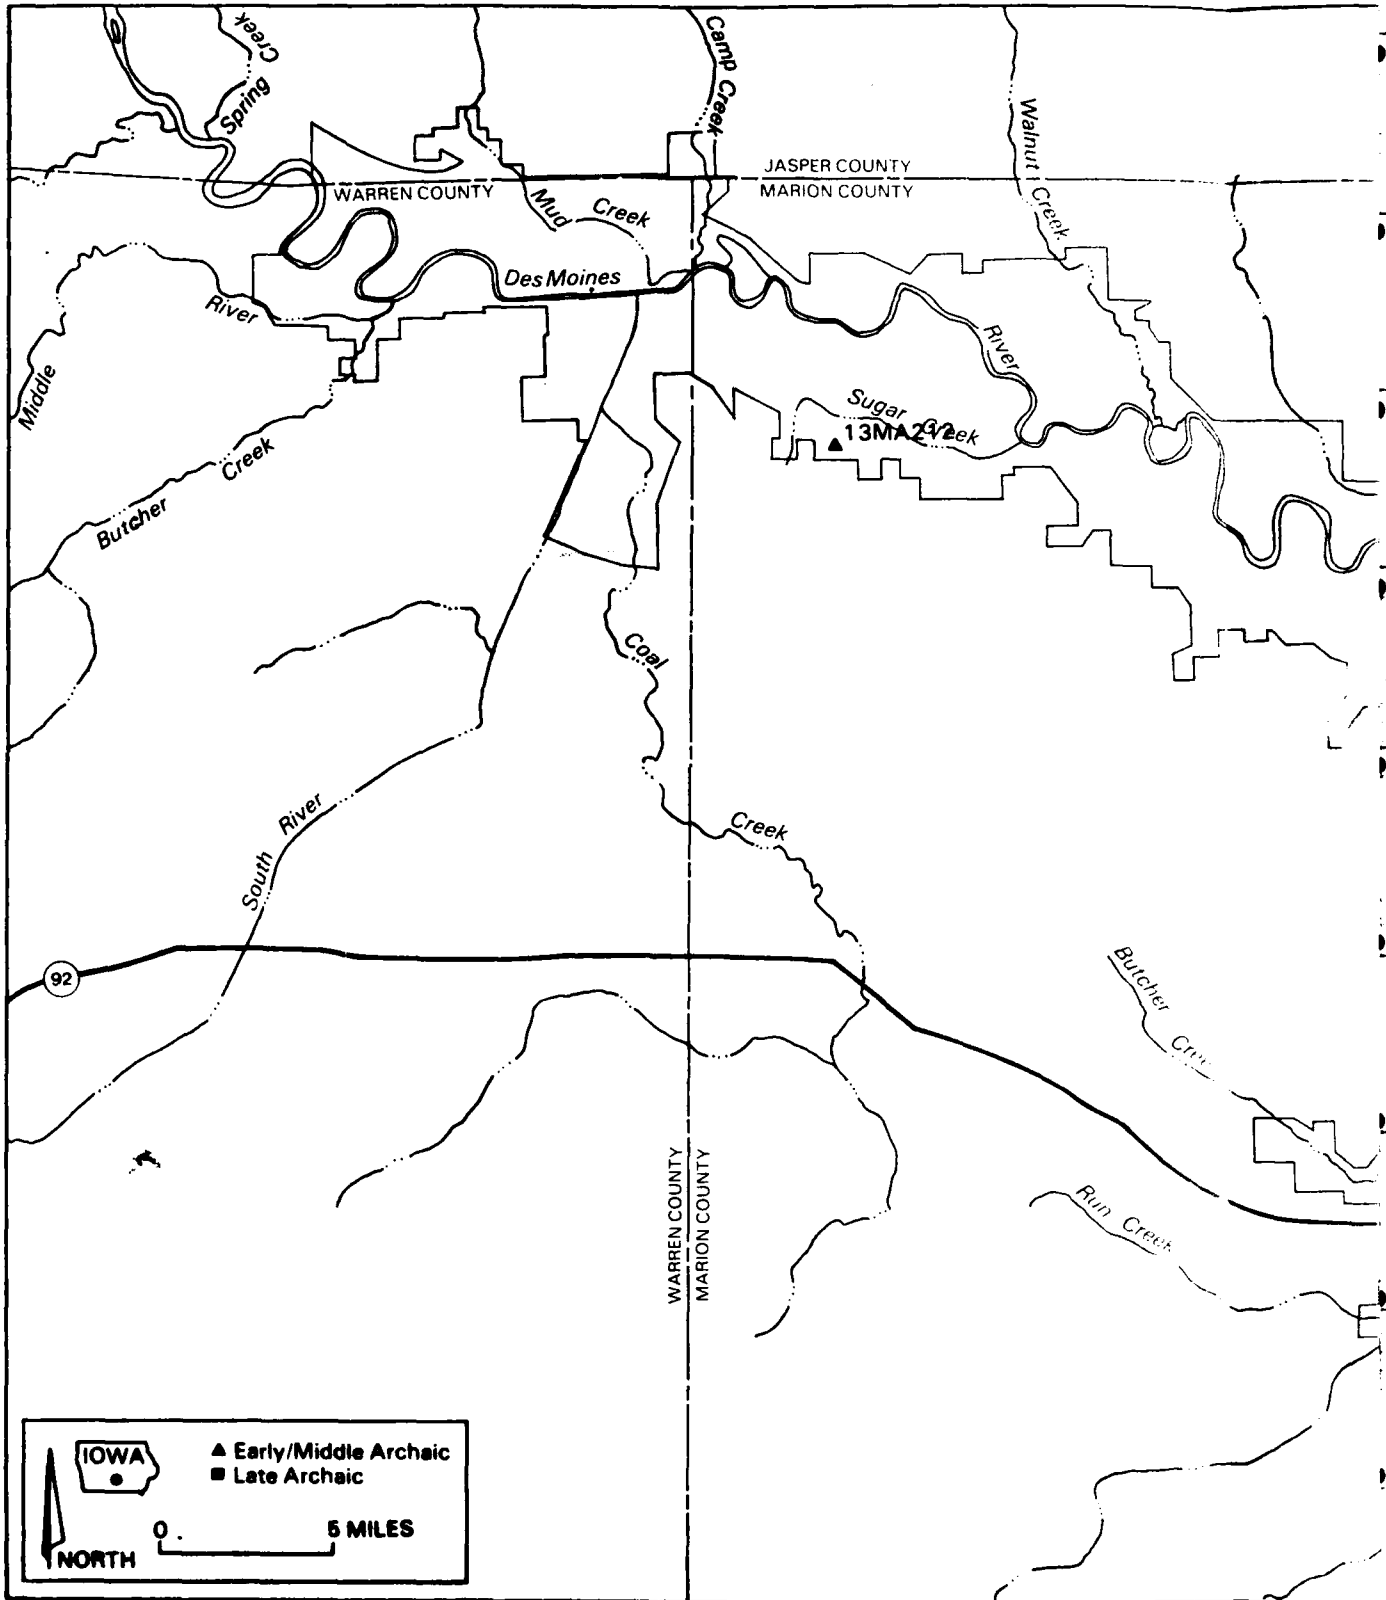 Spring Creek
Camp Creek
Walnut Creek
JASPER COUNTY
MARION COUNTY
WARREN COUNTY
Mud Creek
Des Moines River
Middle River
Sugar Creek
13MA212
Butcher Creek
Coal Creek
South River
92
Butcher
Run Creek
WARREN COUNTY
MARION COUNTY
IOWA
Early/Middle Archaic
Late Archaic
0 5 MILES
NORTH